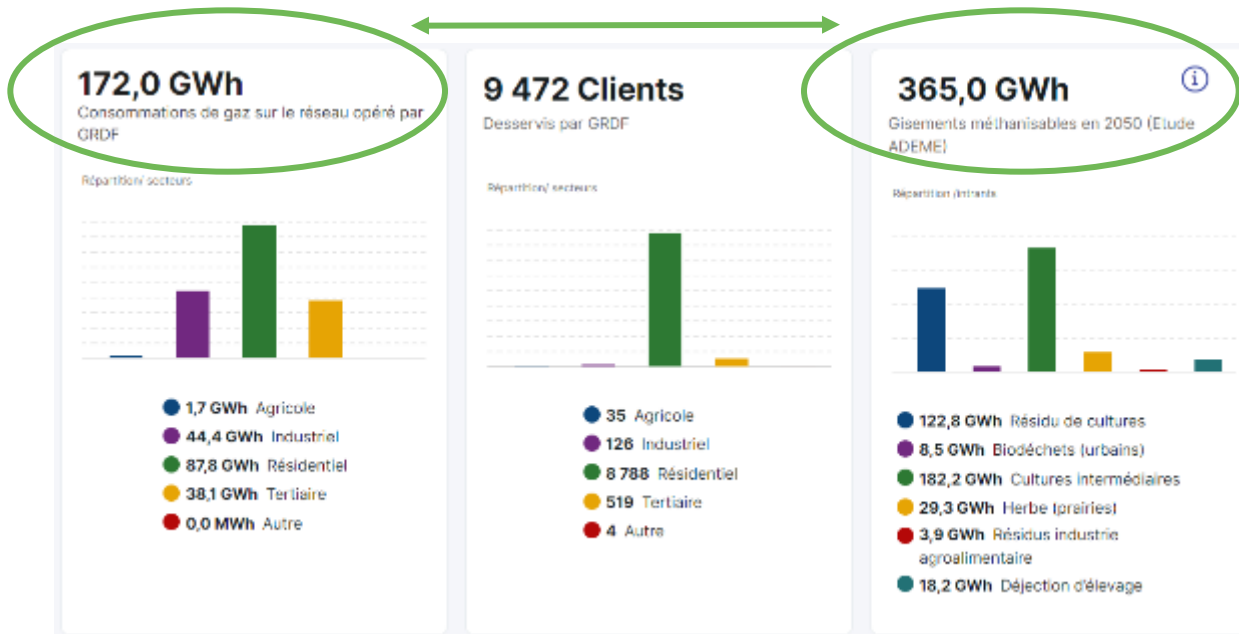 172,0 GWh
Consommations de gaz sur le réseau opéré par
GRDF
Répartition/ secteurs
1,7 GWh Agricole
44,4 GWh Industriel
87,8 GWh Résidentiel
38,1 GWh Tertiaire
0,0 MWh Autre
9 472 Clients
Desservis par GRDF
Répartition/ secteurs
35 Agricole
126 Industriel
8 788 Résidentiel
519 Tertiaire
4 Autre
365,0 GWh
i
Gisements méthanisables en 2050 (Etude
ADEME)
Répartition /intrants
122,8 GWh Résidu de cultures
8,5 GWh Biodéchets (urbains)
182,2 GWh Cultures intermédiaires
29,3 GWh Herbe (prairies)
3,9 GWh Résidus industrie
agroalimentaire
18,2 GWh Déjection d'élevage